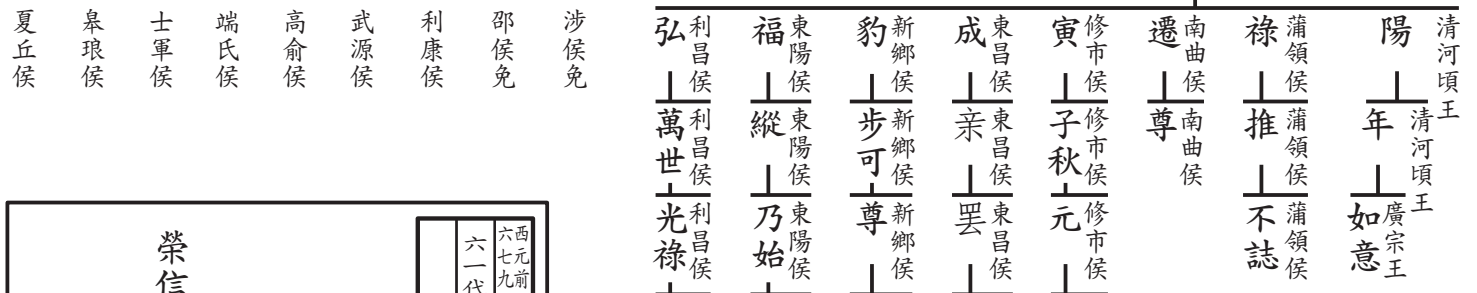 清河頃王
陽
清河頃王
年
廣宗王
如意
蒲領侯
祿
蒲領侯
推
蒲領侯
不誌
南曲侯
遷
南曲侯
尊
修市侯
寅
修市侯
子秋
修市侯
元
東昌侯
成
東昌侯
亲
東昌侯
罢
新鄉侯
豹
新鄉侯
步可
新鄉侯
尊
東陽侯
福
東陽侯
縱
東陽侯
乃始
利昌侯
弘
利昌侯
萬世
利昌侯
光祿
涉侯免
邵侯免
利康侯
武源侯
高俞侯
端氏侯
士軍侯
皋琅侯
夏丘侯
西元前
六七九
六一代
榮信